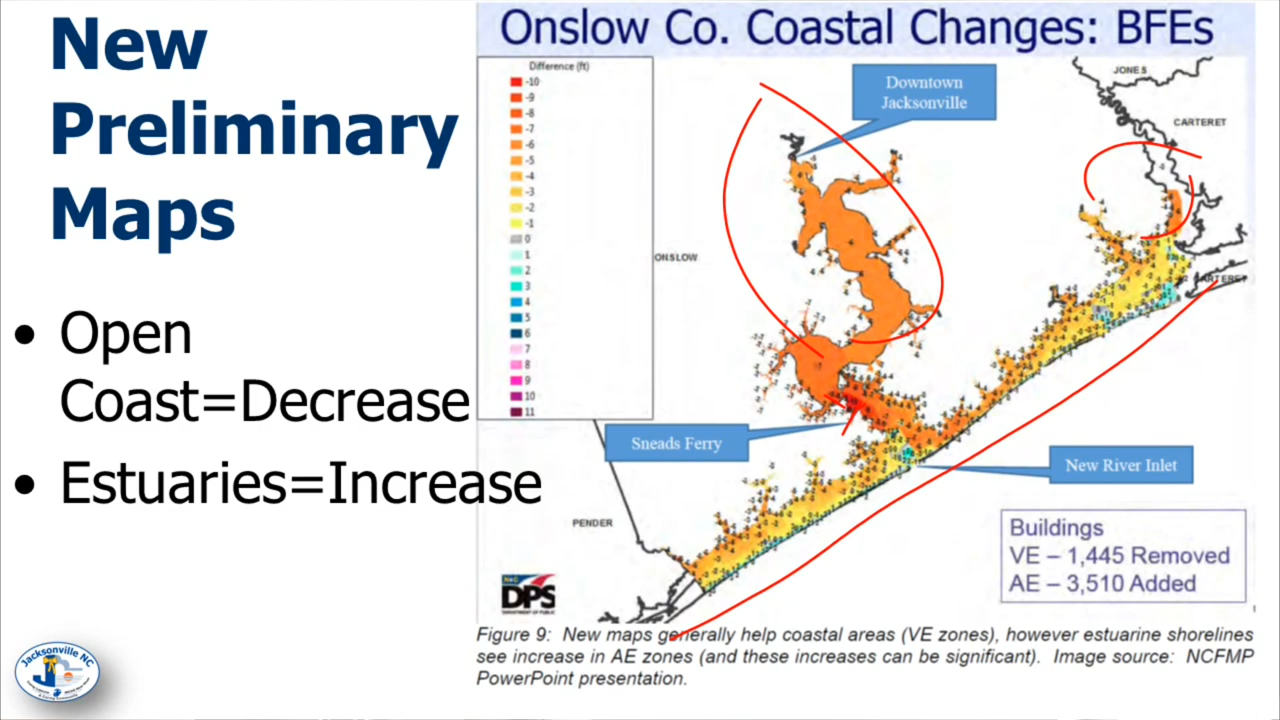 New
Preliminary
Maps
• Open
Coast=Decrease
• Estuaries=Increase
Onslow Co. Coastal Changes: BFEs
Difference (ft)
-10
-9
-8
-7
-6
-5
-4
-3
-2
-1
0
1
2
3
4
5
6
7
8
9
10
11
Downtown
Jacksonville
JONES
CARTERET
ONSLOW
CARTERET
Sneads Ferry
New River Inlet
PENDER
Buildings
VE – 1,445 Removed
AE – 3,510 Added
DPS
Figure 9: New maps generally help coastal areas (VE zones), however estuarine shorelines
see increase in AE zones (and these increases can be significant). Image source: NCFMP
PowerPoint presentation.
Jacksonville NC